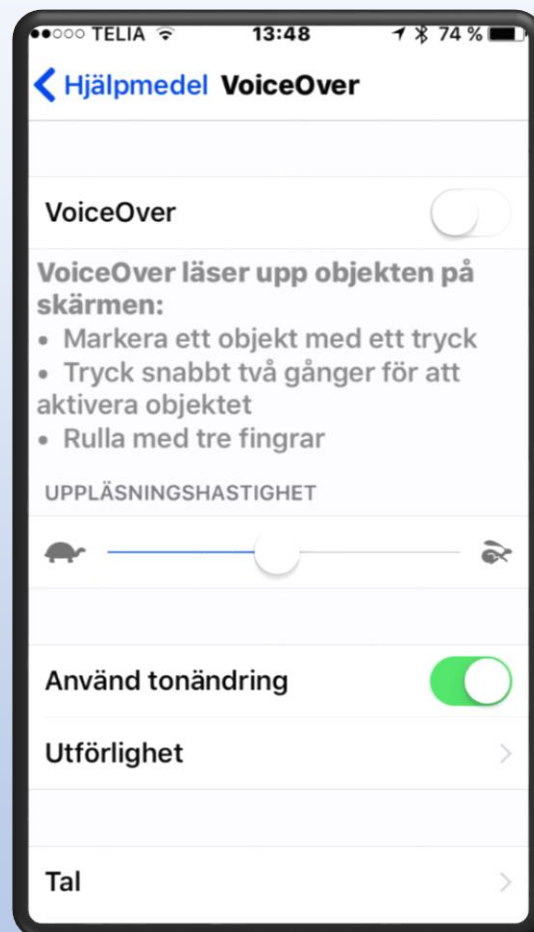 ●●○○○ TELIA 13:48 74 %
Hjälpmedel VoiceOver
VoiceOver
VoiceOver läser upp objekten på
skärmen:
• Markera ett objekt med ett tryck
• Tryck snabbt två gånger för att
aktivera objektet
• Rulla med tre fingrar
UPPLÄSNINGSHASTIGHET
Använd tonändring
Utförlighet
Tal